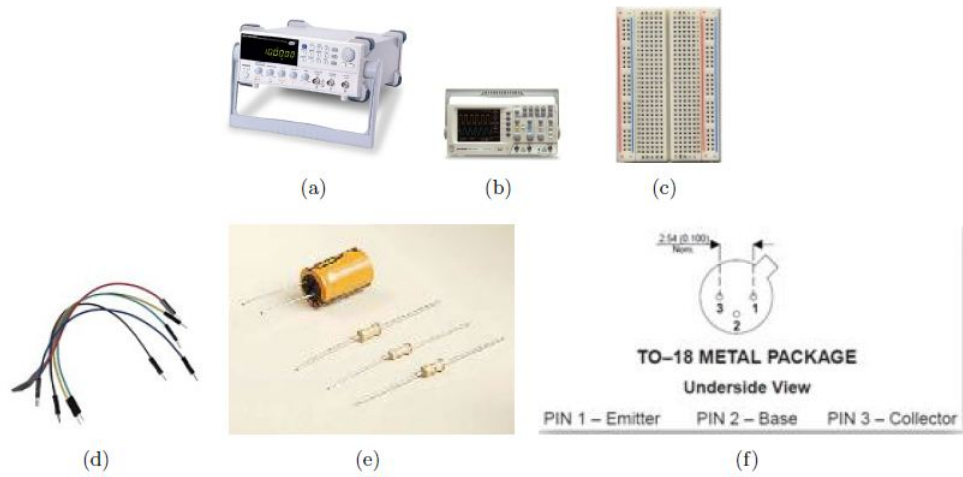 100000
(a)
(b)
(c)
2.54 (0.100)
Nom.
3
1
2
TO–18 METAL PACKAGE
Underside View
PIN 1 – Emitter PIN 2 – Base PIN 3 – Collector
(d)
(e)
(f)